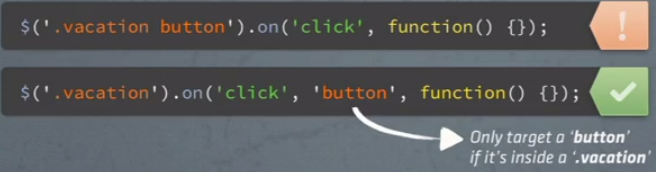 $('.vacation button').on('click', function() {});
!
$('.vacation').on('click', 'button', function() {});
Only target a 'button'
if it's inside a '.vacation'